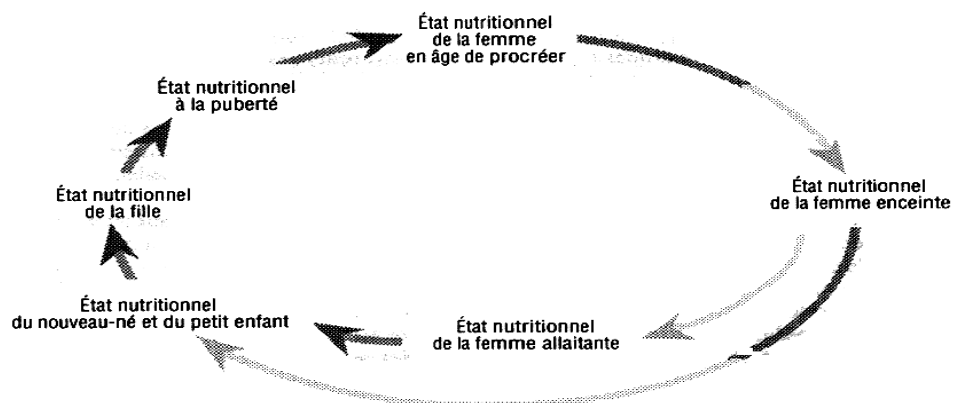 État nutritionnel
de la femme
en âge de procréer
État nutritionnel
à la puberté
État nutritionnel
de la fille
État nutritionnel
de la femme enceinte
État nutritionnel
du nouveau-né et du petit enfant
État nutritionnel
de la femme allaitante